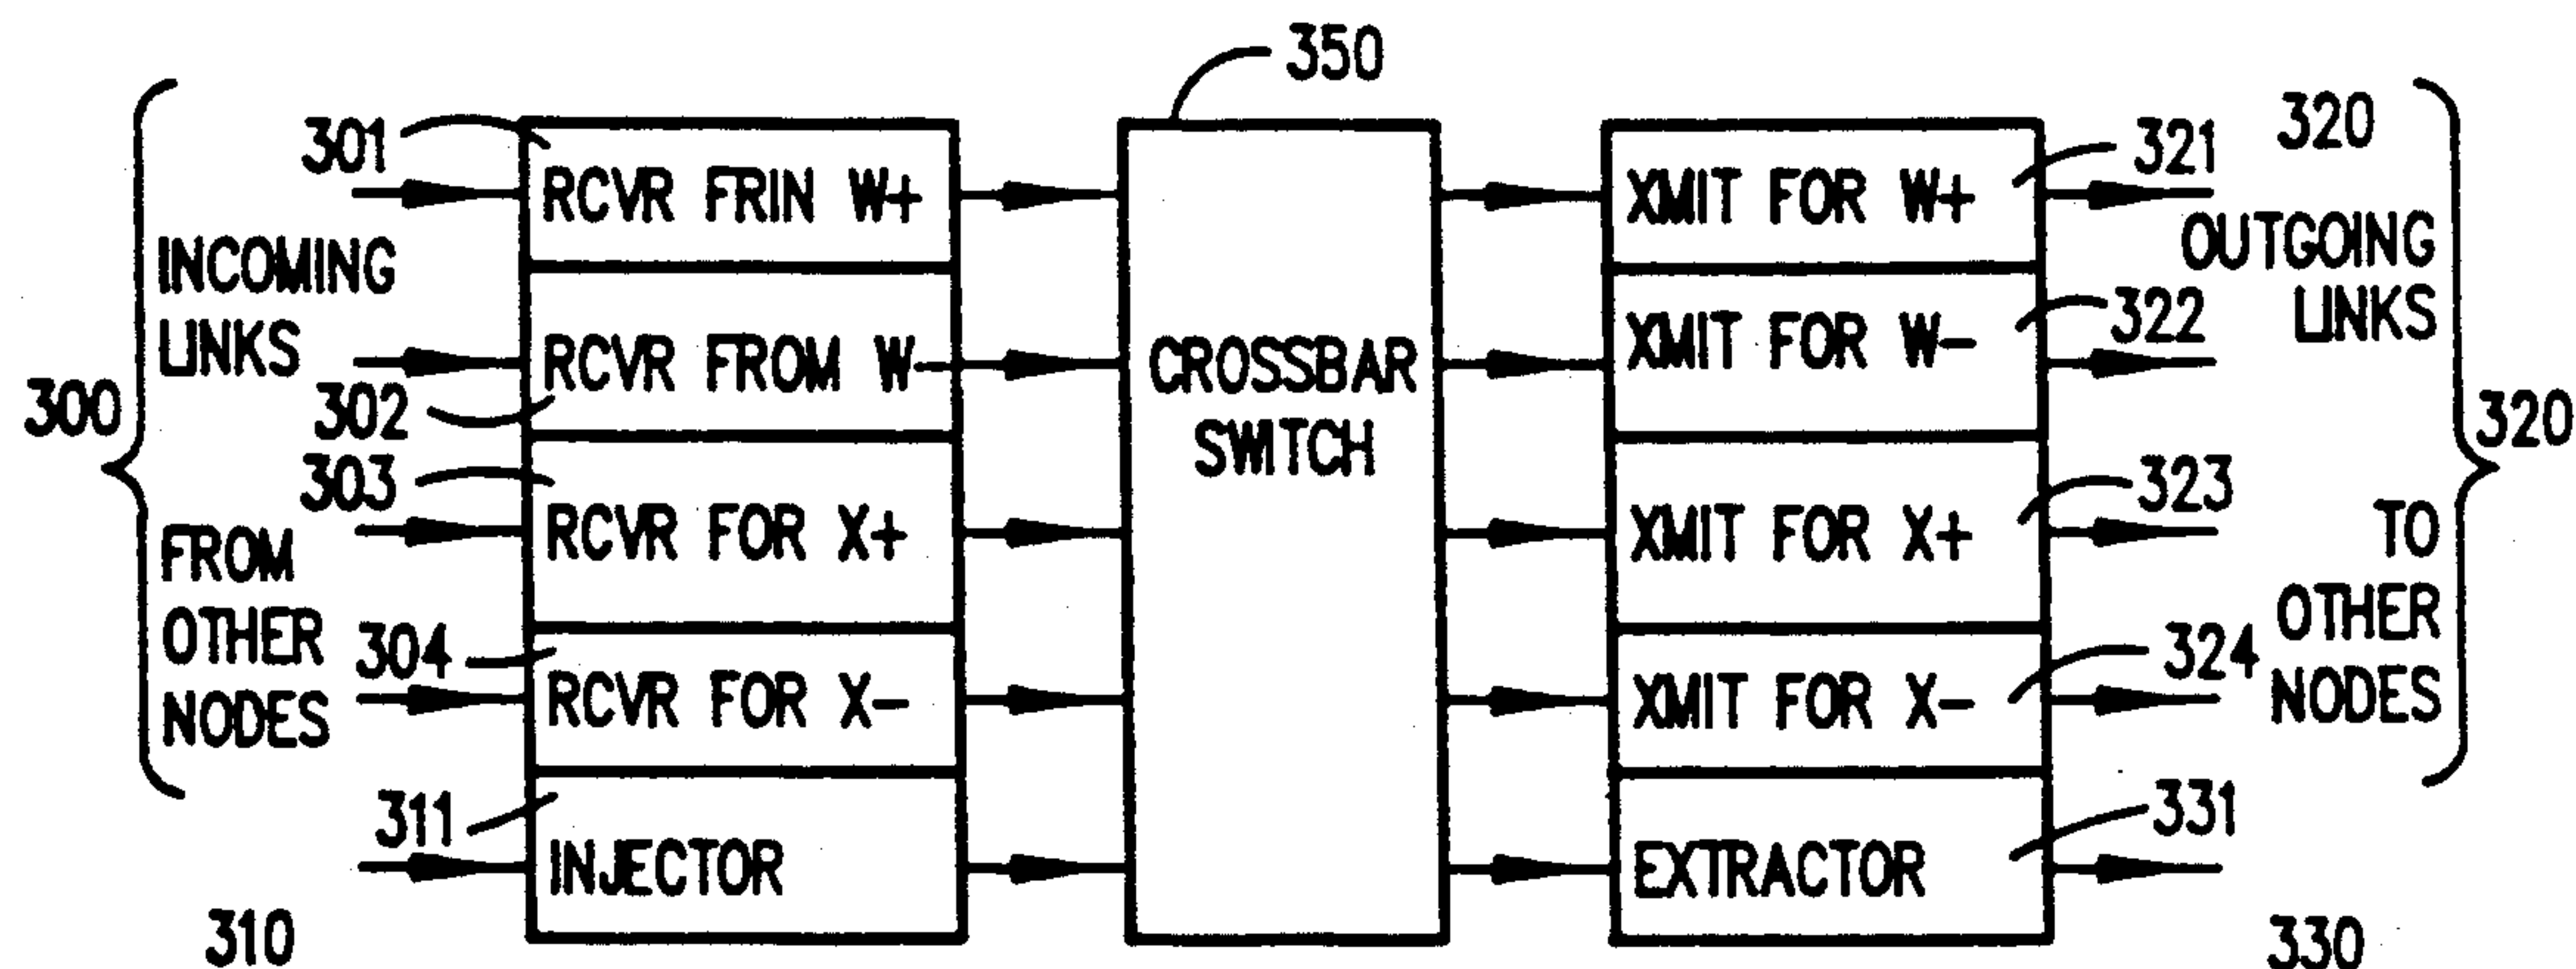 350
301
320
321
RCVR FRIN W+
XMIT FOR W+
INCOMING
LINKS
OUTGOING
LINKS
322
RCVR FROM W-
CROSSBAR
SWITCH
XMIT FOR W-
300
302
320
303
323
RCVR FOR X+
XMIT FOR X+
FROM
OTHER
NODES
TO
OTHER
NODES
304
324
RCVR FOR X-
XMIT FOR X-
311
331
INJECTOR
EXTRACTOR
310
330